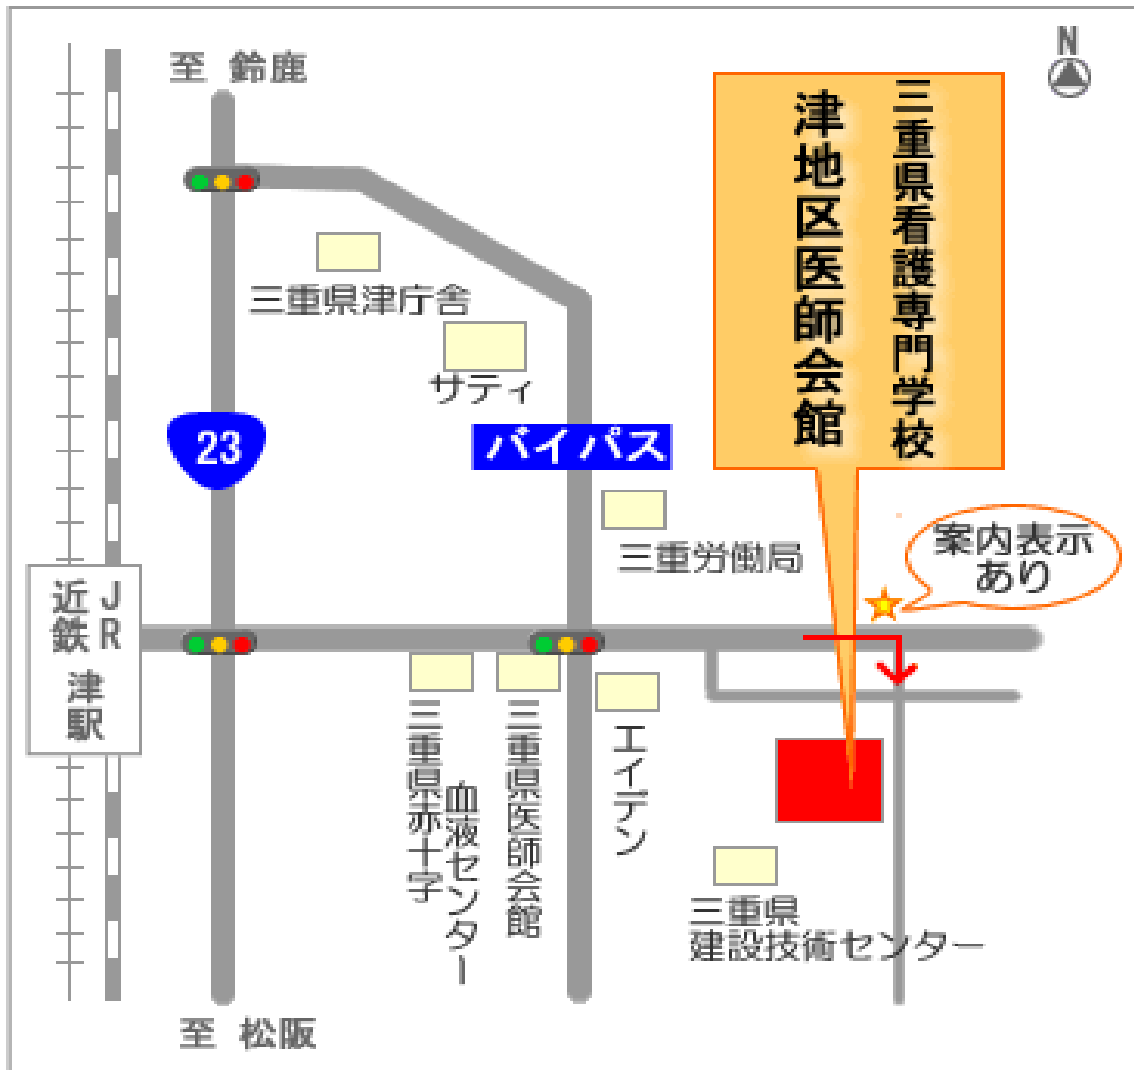 N
至 鈴鹿
三重県看護専門学校
津地区医師会館
三重県津庁舎
サティ
23
バイパス
三重労働局
案内表示
あり
JR
近鉄
津駅
三重県赤十字
血液センター
三重県医師会館
エイデン
三重県
建設技術センター
至 松阪